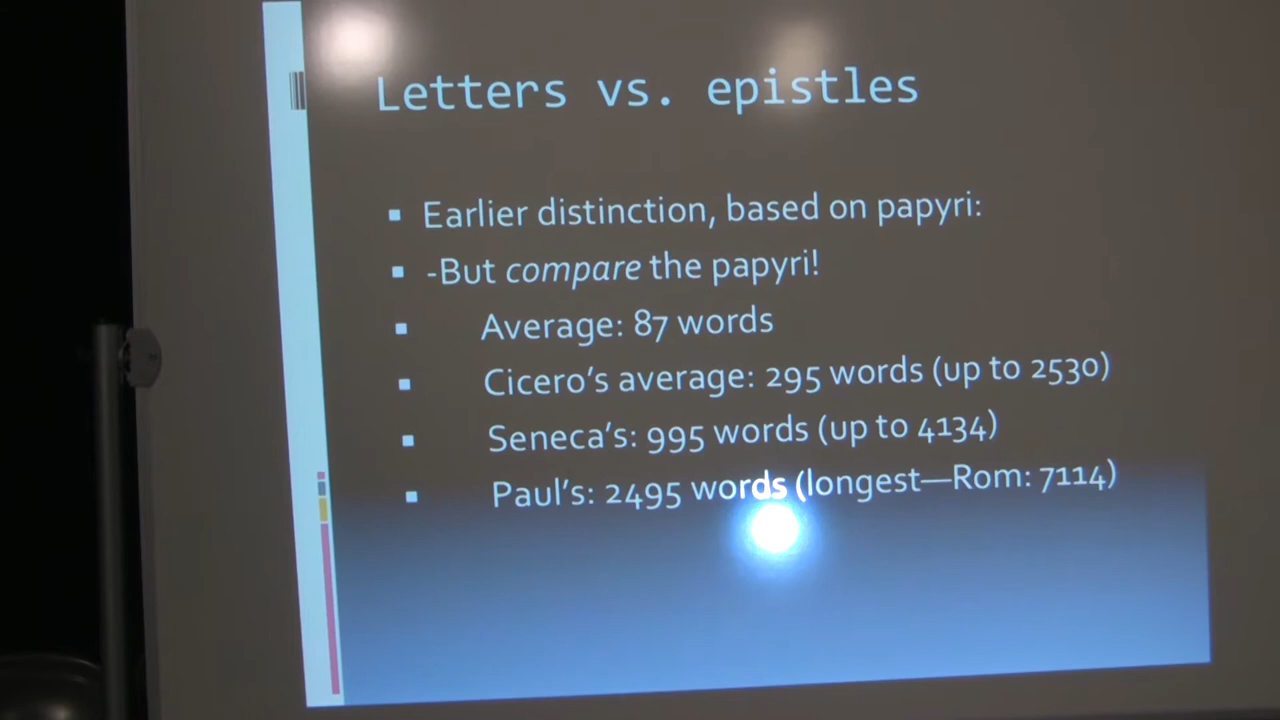 Letters vs. epistles
Earlier distinction, based on papyri:
-But compare the papyri!
Average: 87 words
Cicero's average: 295 words (up to 2530)
Seneca's: 995 words (up to 4134)
Paul's: 2495 words (longest—Rom: 7114)